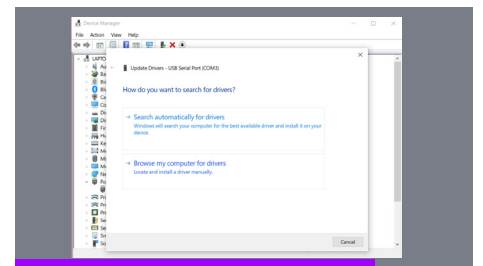 Device Manager
File Action View Help
LAPTO
Update Drivers - USB Serial Port (COM3)
How do you want to search for drivers?
→ Search automatically for drivers
Windows will search your computer for the best available driver and install it on your
device.
→ Browse my computer for drivers
Locate and install a driver manually.
Cancel